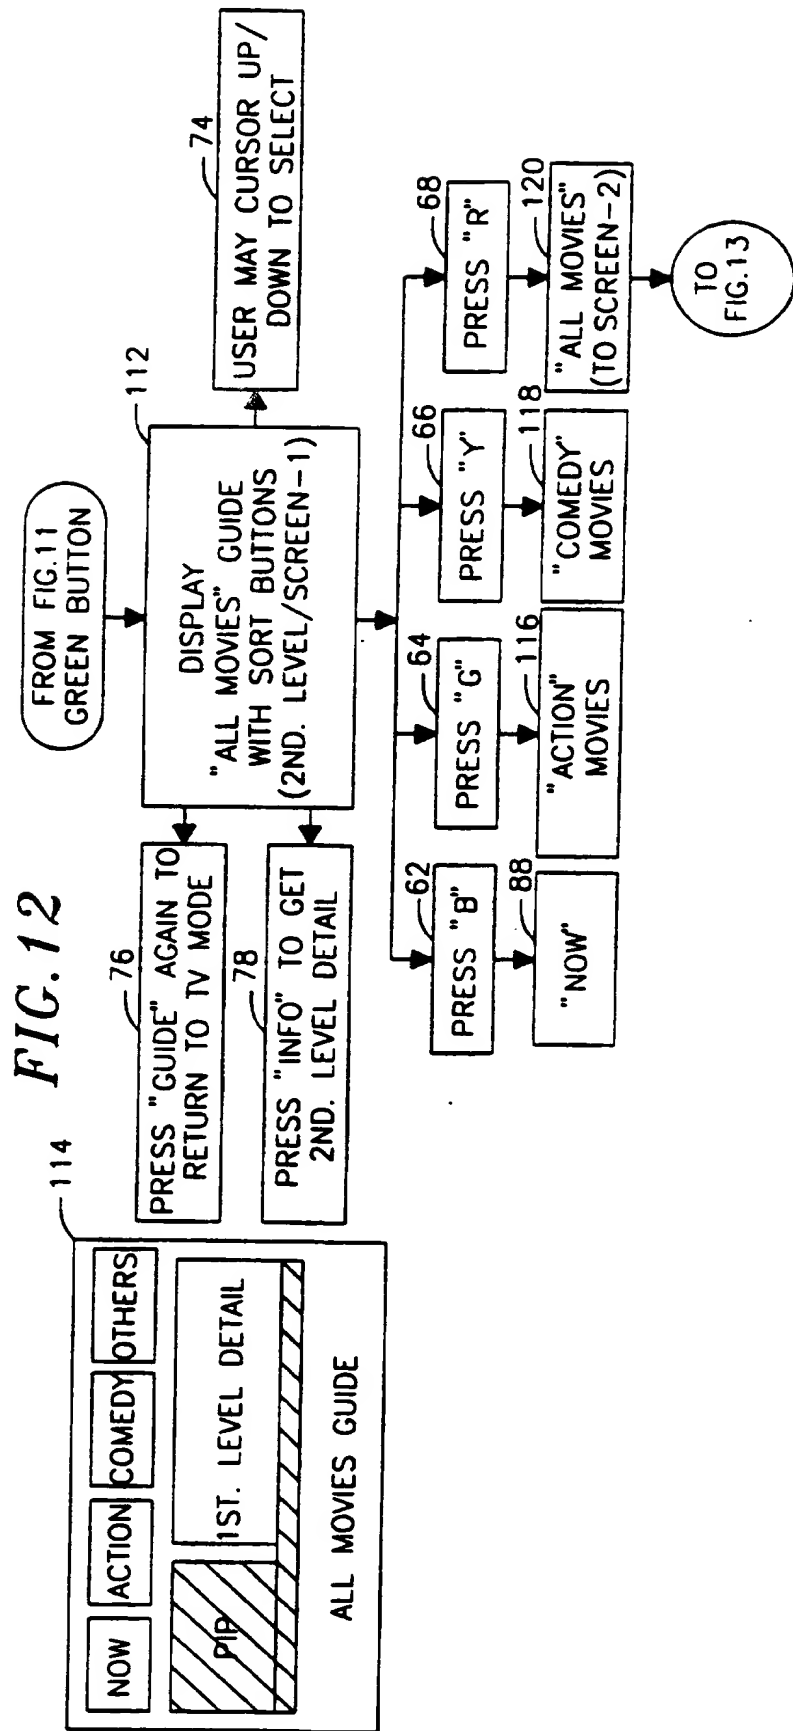 FIG.12
114
NOW
ACTION
COMEDY
OTHERS
PIP
1ST. LEVEL DETAIL
ALL MOVIES GUIDE
FROM FIG.11
GREEN BUTTON
112
DISPLAY
"ALL MOVIES" GUIDE
WITH SORT BUTTONS
(2ND. LEVEL/SCREEN-1)
76
PRESS "GUIDE" AGAIN TO
RETURN TO TV MODE
78
PRESS "INFO" TO GET
2ND. LEVEL DETAIL
74
USER MAY CURSOR UP/
DOWN TO SELECT
62
PRESS "B"
88
"NOW"
64
PRESS "G"
116
"ACTION"
MOVIES
66
PRESS "Y"
118
"COMEDY"
MOVIES
68
PRESS "R"
120
"ALL MOVIES"
(TO SCREEN-2)
TO
FIG.13